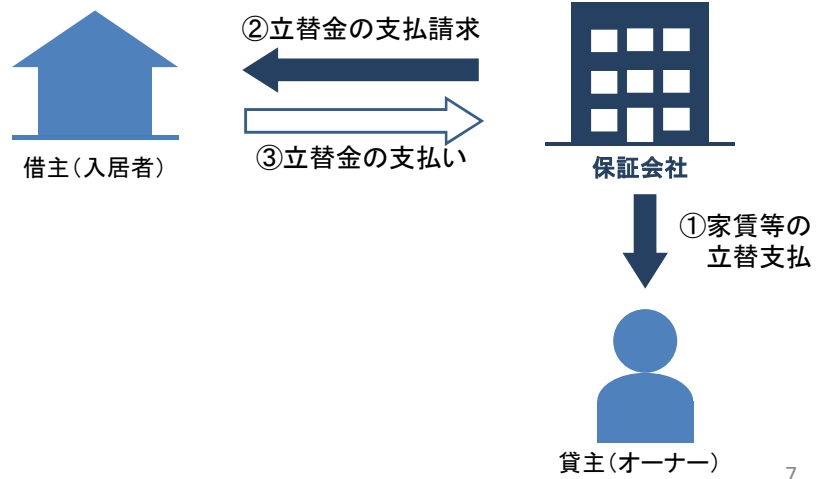 ②立替金の支払請求
③立替金の支払い
借主（入居者）
保証会社
①家賃等の
立替支払
貸主（オーナー）
7